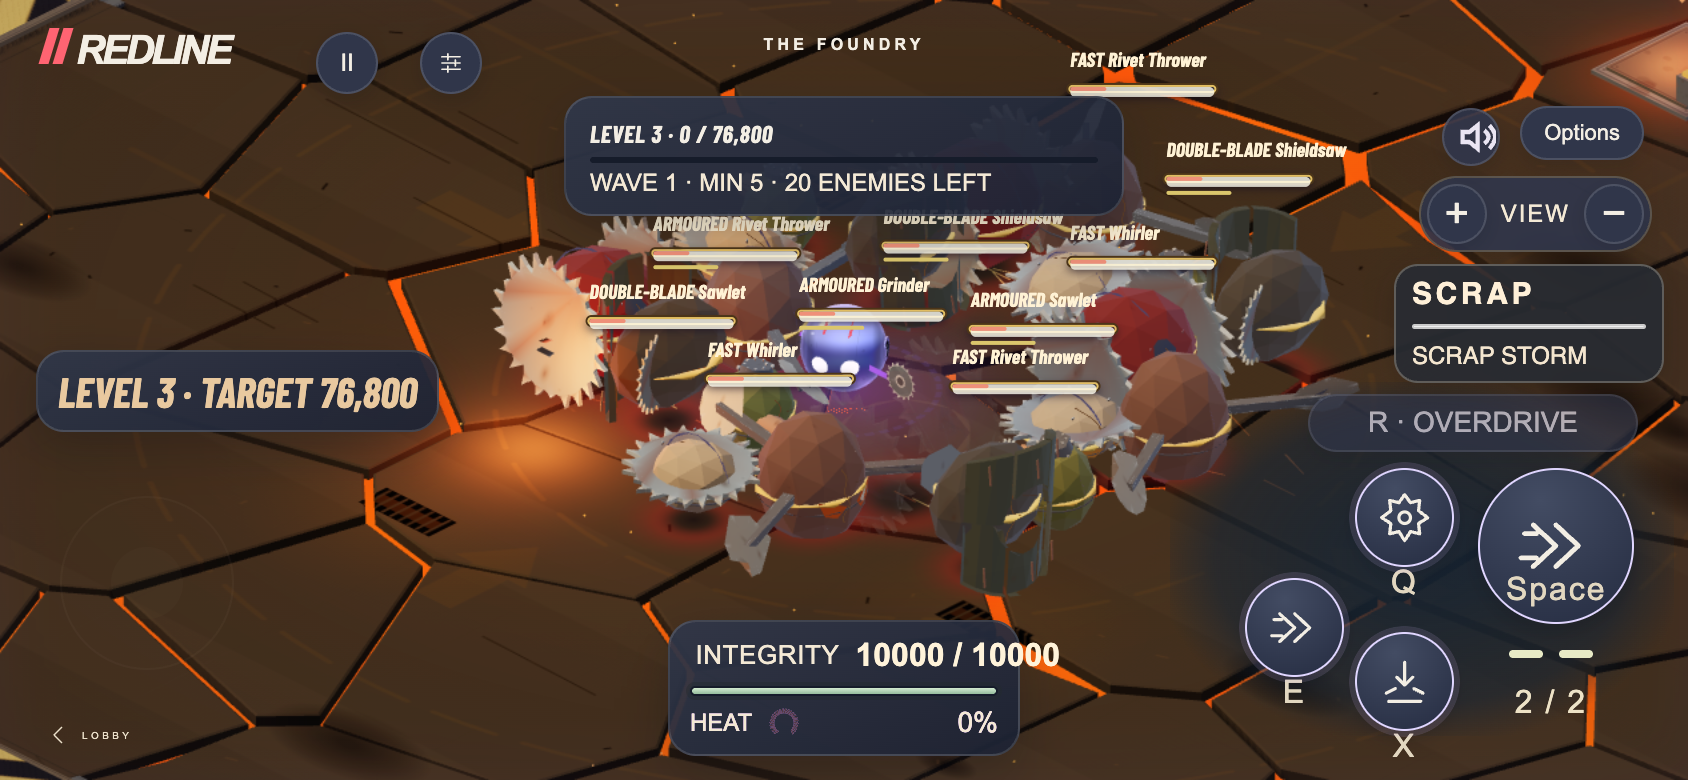 REDLINE
THE FOUNDRY
FAST Rivet Thrower
LEVEL 3 · 0 / 76,800
WAVE 1 · MIN 5 · 20 ENEMIES LEFT
Options
DOUBLE-BLADE Shieldsaw
+ VIEW −
ARMOURED Rivet Thrower
DOUBLE-BLADE Shieldsaw
FAST Whirler
DOUBLE-BLADE Sawlet
ARMOURED Grinder
ARMOURED Sawlet
SCRAP
SCRAP STORM
FAST Whirler
FAST Rivet Thrower
LEVEL 3 · TARGET 76,800
R · OVERDRIVE
Q
Space
INTEGRITY 10000 / 10000
HEAT 0%
E
2 / 2
X
LOBBY